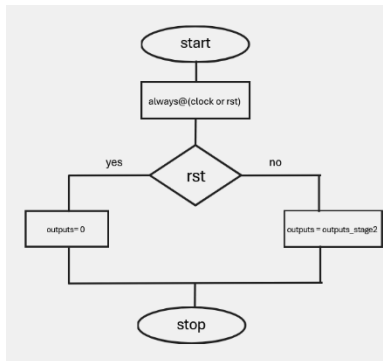 start
always@(clock or rst)
yes
rst
no
outputs= 0
outputs = outputs_stage2
stop